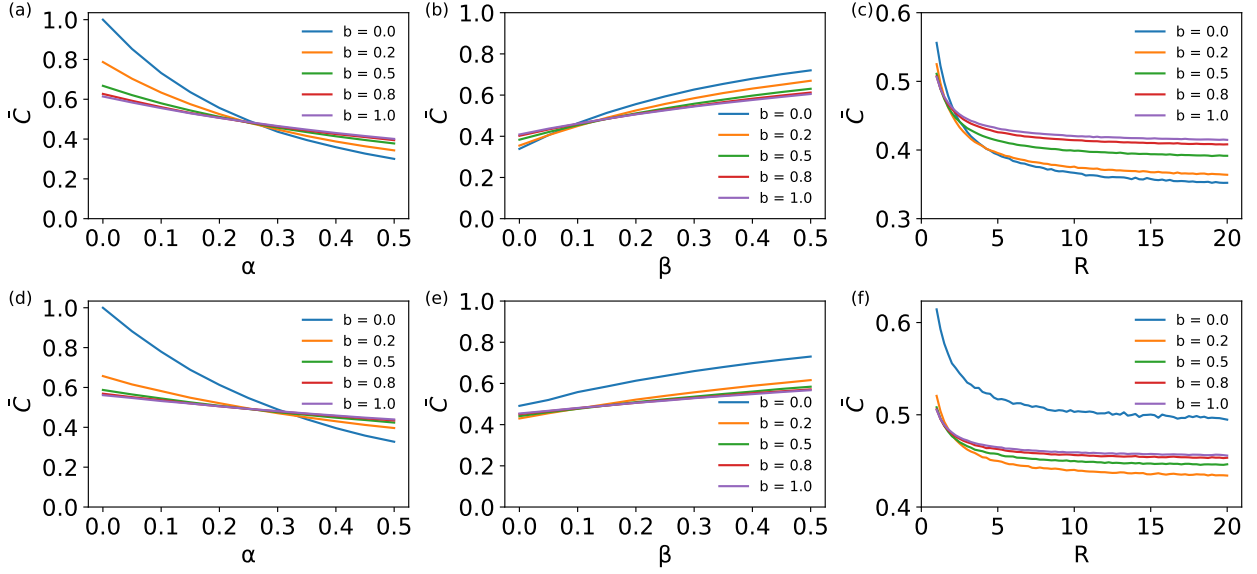 (a)
1.0
0.8
0.6
0.4
0.2
0.0
C̄
0.0 0.1 0.2 0.3 0.4 0.5
α
b = 0.0
b = 0.2
b = 0.5
b = 0.8
b = 1.0
(b)
1.0
0.8
0.6
0.4
0.2
0.0
C̄
0.0 0.1 0.2 0.3 0.4 0.5
β
b = 0.0
b = 0.2
b = 0.5
b = 0.8
b = 1.0
(c)
0.6
0.5
0.4
0.3
C̄
5 10 15 20
R
b = 0.0
b = 0.2
b = 0.5
b = 0.8
b = 1.0
(d)
1.0
0.8
0.6
0.4
0.2
0.0
C̄
0.0 0.1 0.2 0.3 0.4 0.5
α
b = 0.0
b = 0.2
b = 0.5
b = 0.8
b = 1.0
(e)
1.0
0.8
0.6
0.4
0.2
0.0
C̄
0.0 0.1 0.2 0.3 0.4 0.5
β
b = 0.0
b = 0.2
b = 0.5
b = 0.8
b = 1.0
(f)
0.6
0.5
0.4
C̄
5 10 15 20
R
b = 0.0
b = 0.2
b = 0.5
b = 0.8
b = 1.0